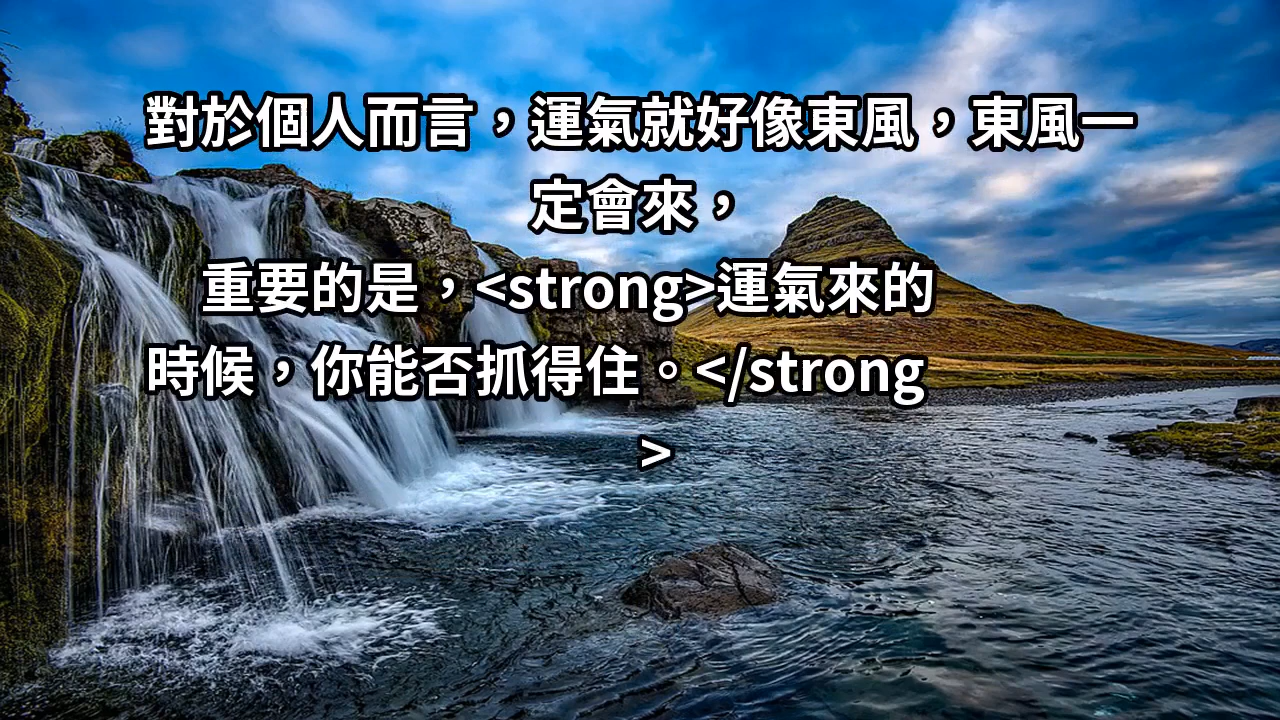 對於個人而言，運氣就好像東風，東風一
定會來，
重要的是，<strong>運氣來的
時候，你能否抓得住。</strong
>